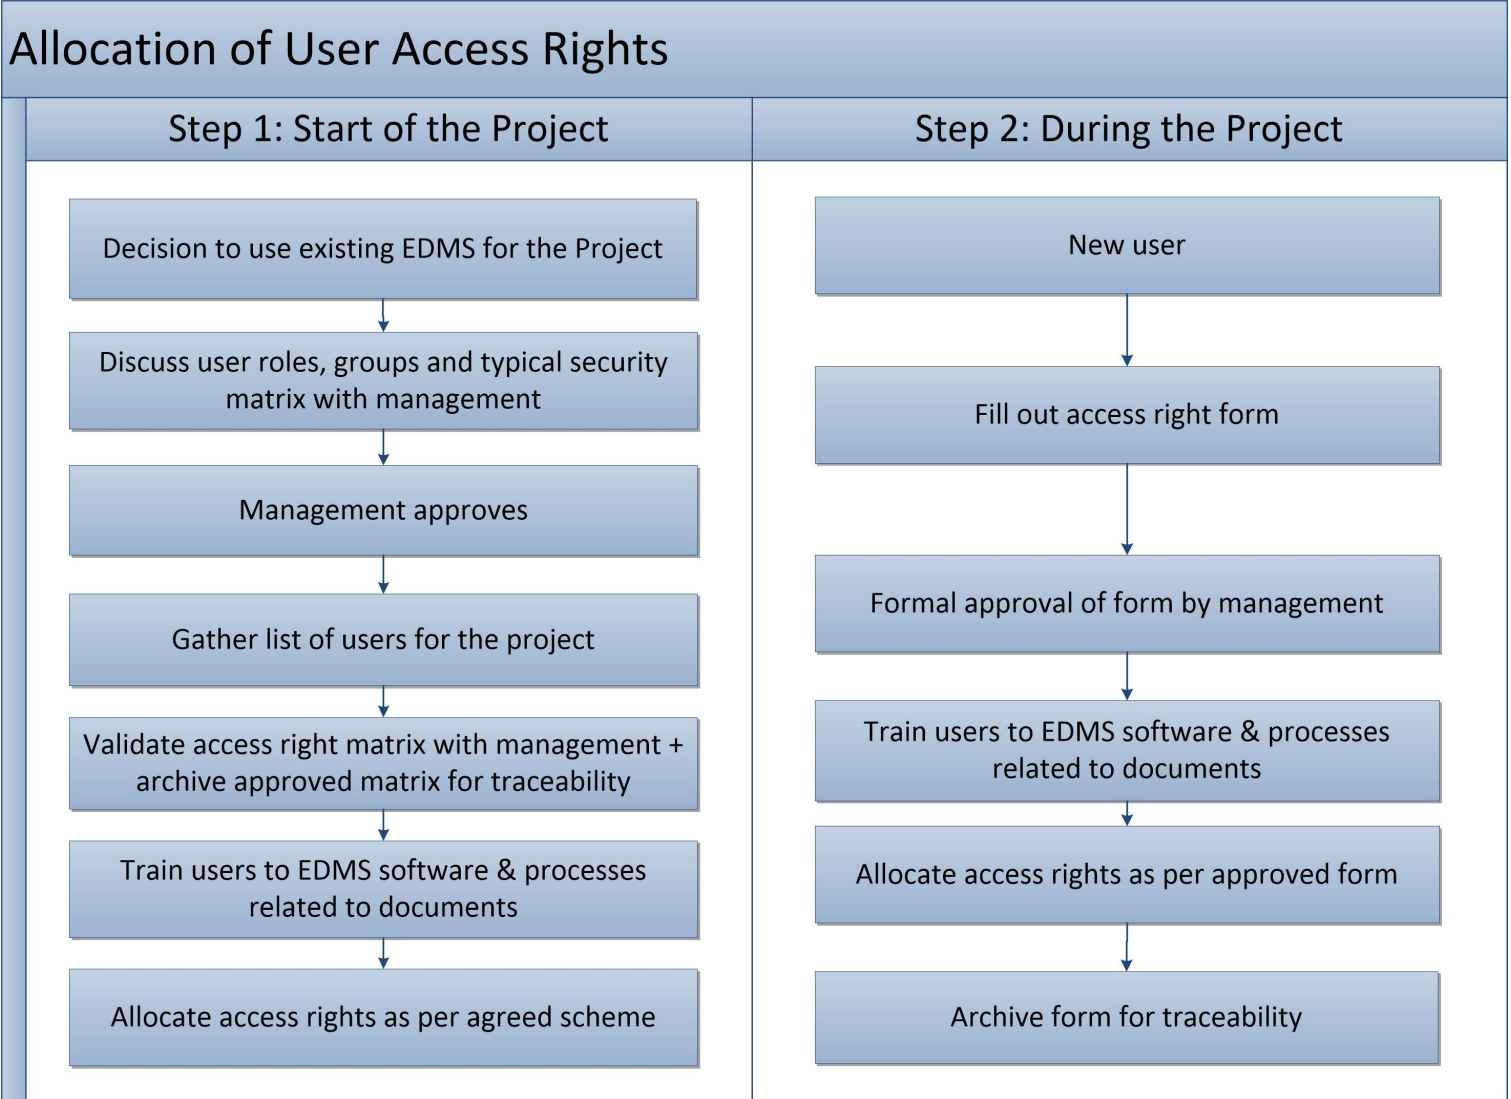 Allocation of User Access Rights
Step 1: Start of the Project
Decision to use existing EDMS for the Project
Discuss user roles, groups and typical security
matrix with management
Management approves
Gather list of users for the project
Validate access right matrix with management +
archive approved matrix for traceability
Train users to EDMS software & processes
related to documents
Allocate access rights as per agreed scheme
Step 2: During the Project
New user
Fill out access right form
Formal approval of form by management
Train users to EDMS software & processes
related to documents
Allocate access rights as per approved form
Archive form for traceability